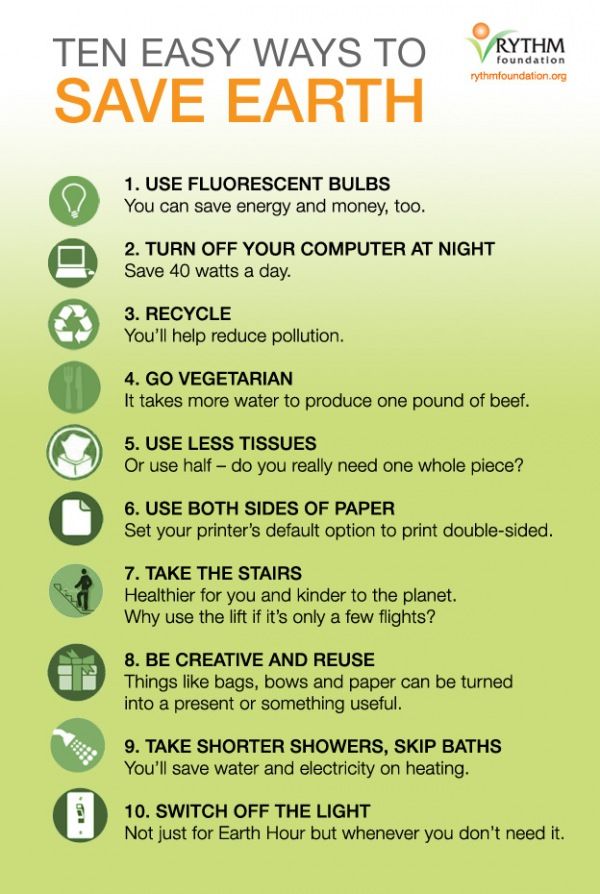 TEN EASY WAYS TO
SAVE EARTH
RYTHM
foundation
rythmfoundation.org
1. USE FLUORESCENT BULBS
You can save energy and money, too.
2. TURN OFF YOUR COMPUTER AT NIGHT
Save 40 watts a day.
3. RECYCLE
You'll help reduce pollution.
4. GO VEGETARIAN
It takes more water to produce one pound of beef.
5. USE LESS TISSUES
Or use half – do you really need one whole piece?
6. USE BOTH SIDES OF PAPER
Set your printer's default option to print double-sided.
7. TAKE THE STAIRS
Healthier for you and kinder to the planet.
Why use the lift if it's only a few flights?
8. BE CREATIVE AND REUSE
Things like bags, bows and paper can be turned
into a present or something useful.
9. TAKE SHORTER SHOWERS, SKIP BATHS
You'll save water and electricity on heating.
10. SWITCH OFF THE LIGHT
Not just for Earth Hour but whenever you don't need it.